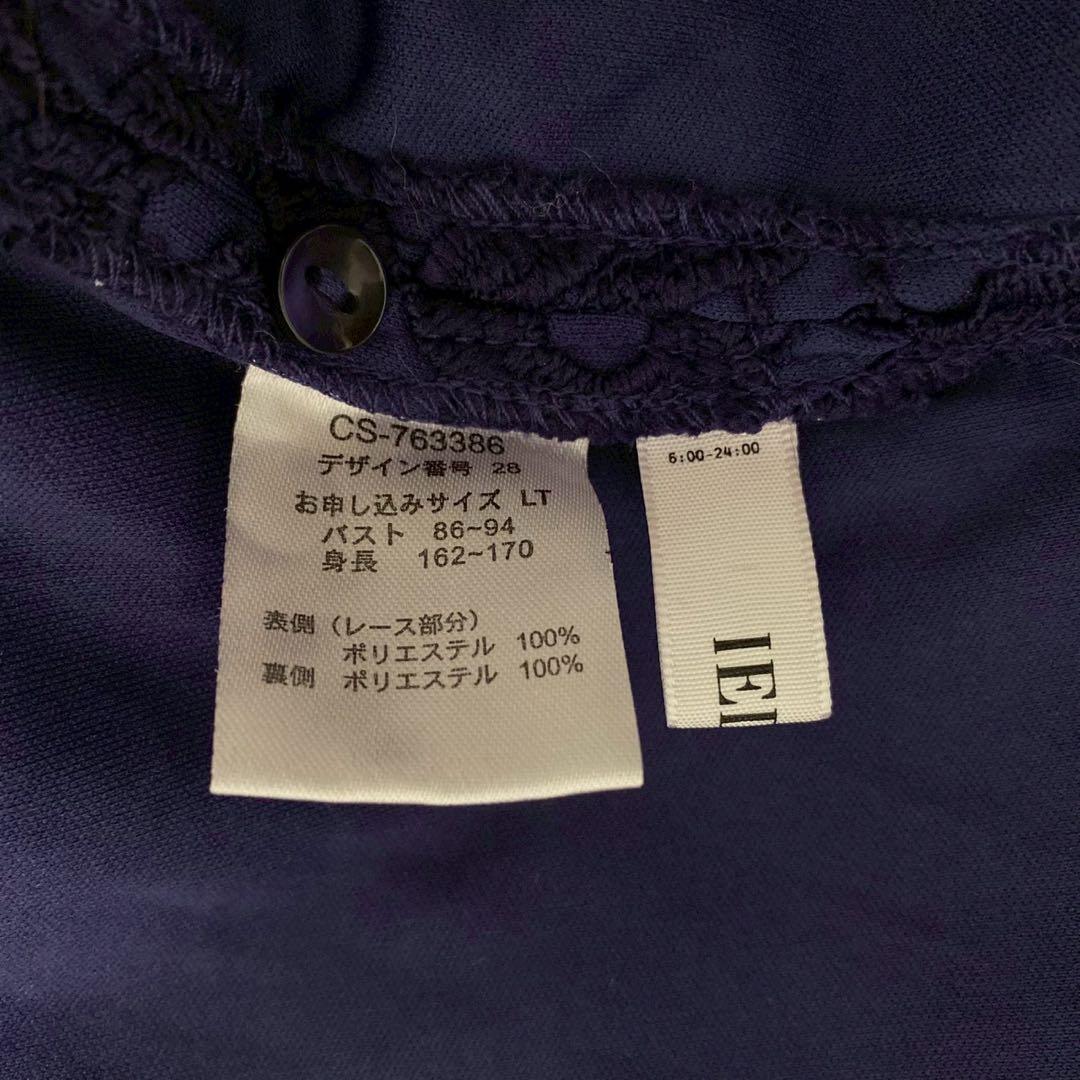 CS-763386
デザイン番号 28
お申し込みサイズ LT
バスト 86~94
身長 162~170
表側（レース部分）
ポリエステル 100%
裏側 ポリエステル 100%
6:00-24:00